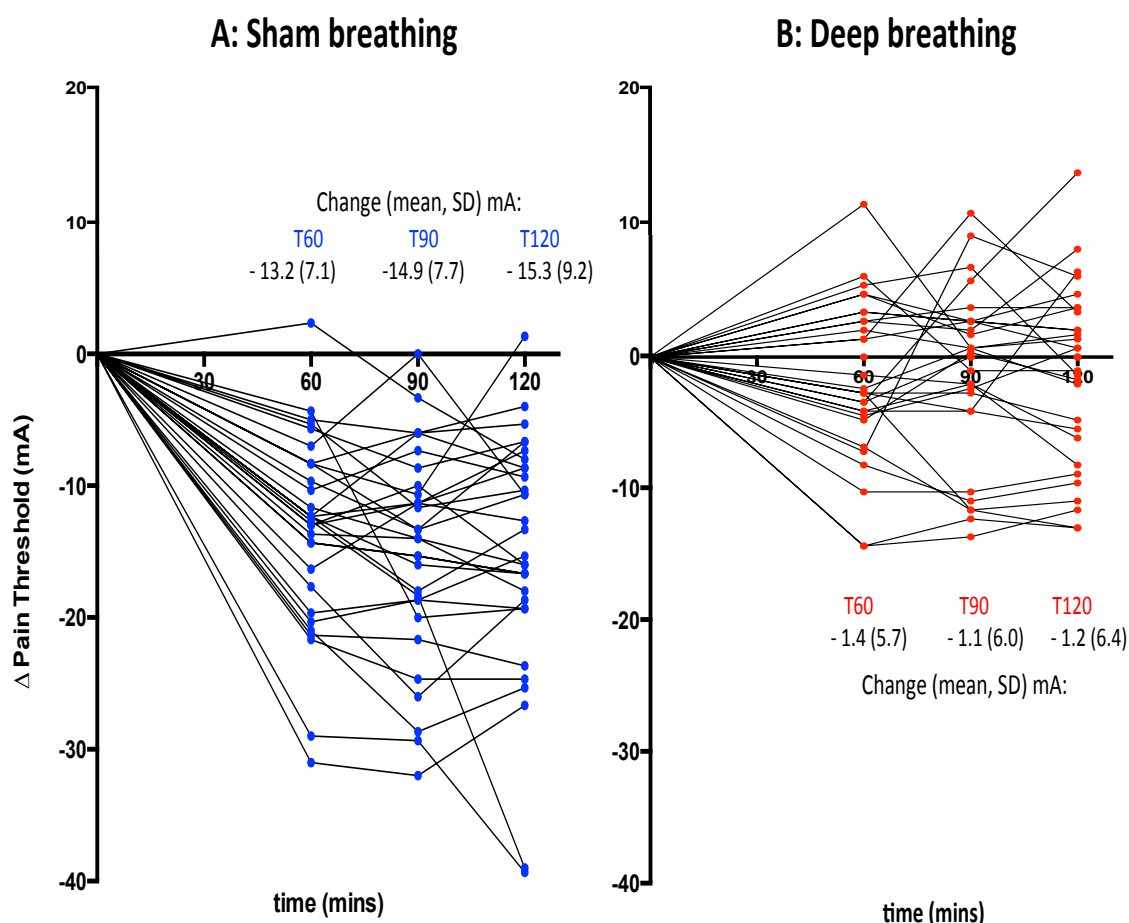 A: Sham breathing
B: Deep breathing
20
10
0
-10
-20
-30
-40
30
60
90
120
Change (mean, SD) mA:
T60 T90 T120
- 13.2 (7.1) -14.9 (7.7) - 15.3 (9.2)
Δ Pain Threshold (mA)
time (mins)
20
10
0
-10
-20
-30
-40
30
60
90
120
T60 T90 T120
- 1.4 (5.7) - 1.1 (6.0) - 1.2 (6.4)
Change (mean, SD) mA:
time (mins)